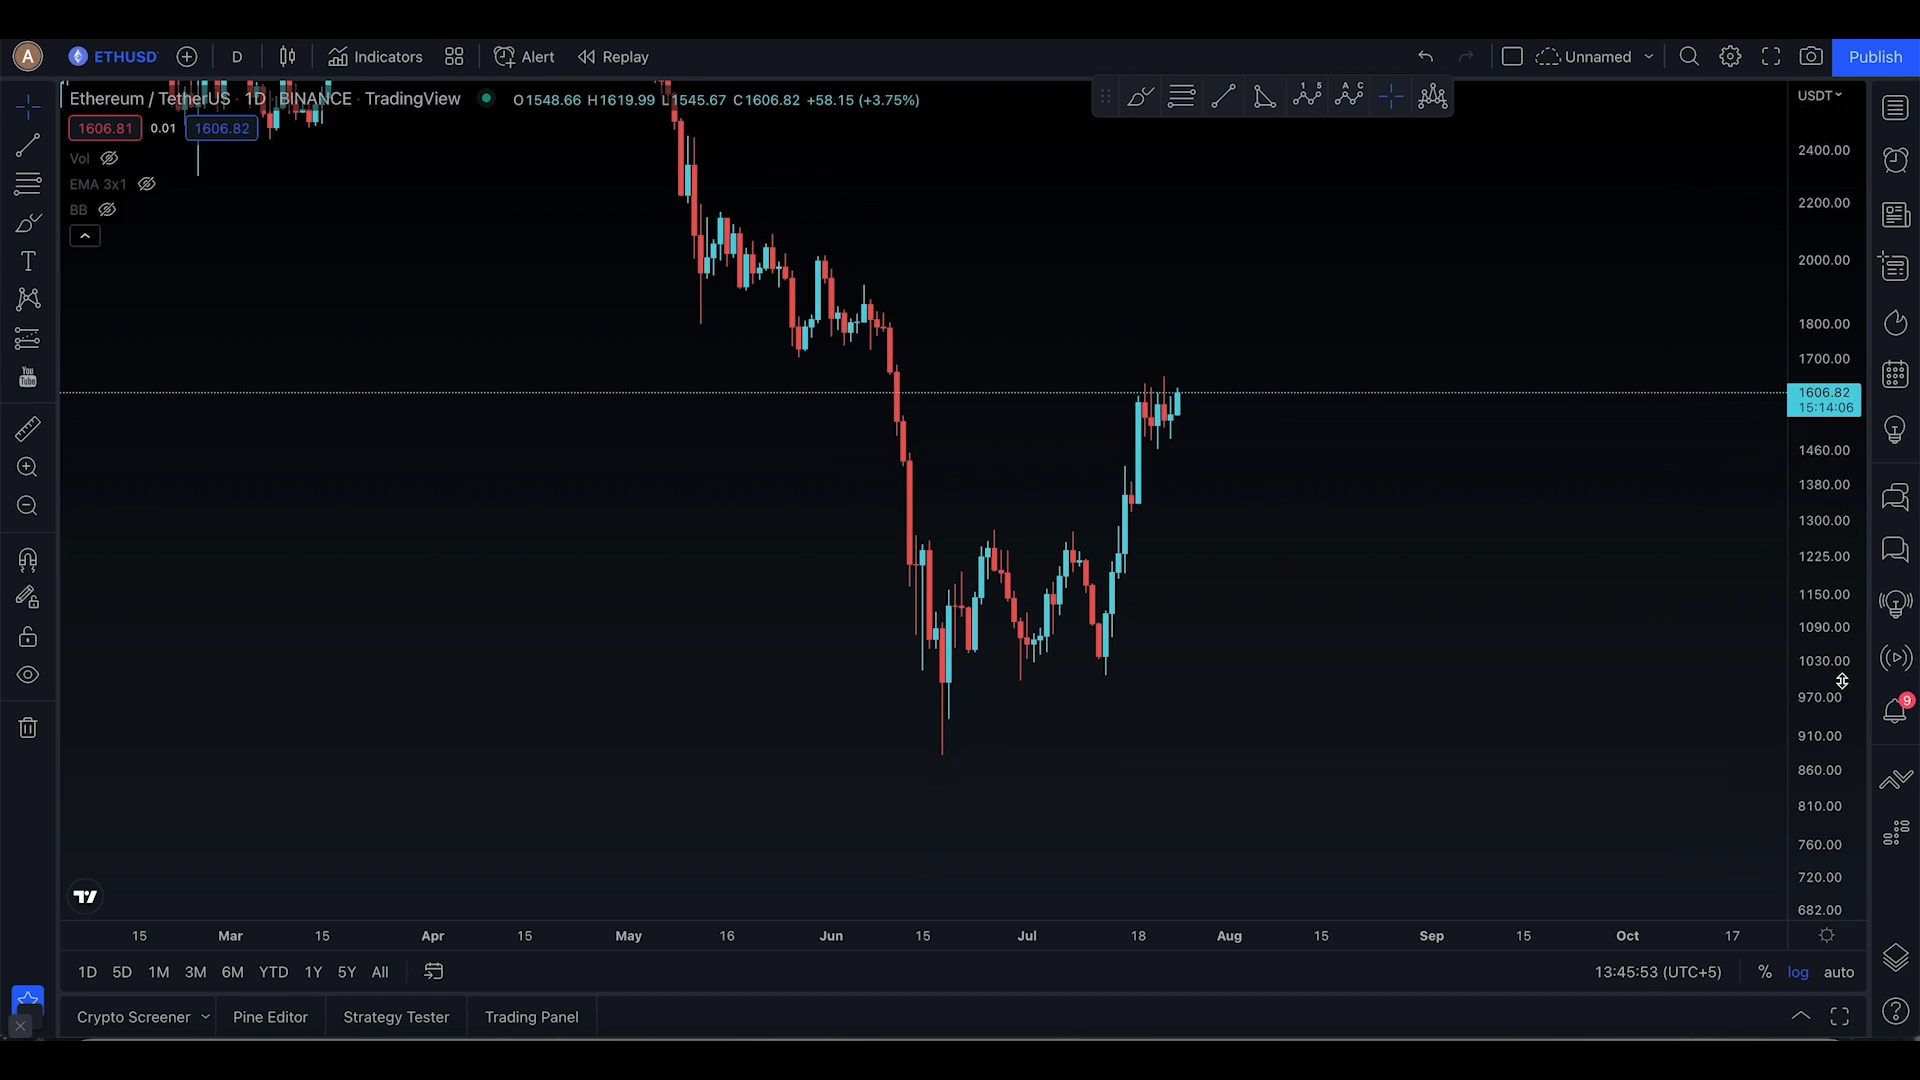 A ETHUSD D Indicators Alert Replay Unnamed Publish
Ethereum / TetherUS · 1D · BINANCE · TradingView O1548.66 H1619.99 L1545.67 C1606.82 +58.15 (+3.75%)
1606.81 0.01 1606.82
Vol
EMA 3x1
BB
T
You
Tube
1 5
A C
USDT
2400.00
2200.00
2000.00
1800.00
1700.00
1606.82
15:14:06
1460.00
1380.00
1300.00
1225.00
1150.00
1090.00
1030.00
970.00
910.00
860.00
810.00
760.00
720.00
682.00
9
15 Mar 15 Apr 15 May 16 Jun 15 Jul 18 Aug 15 Sep 15 Oct 17
1D 5D 1M 3M 6M YTD 1Y 5Y All 13:45:53 (UTC+5) % log auto
Crypto Screener Pine Editor Strategy Tester Trading Panel